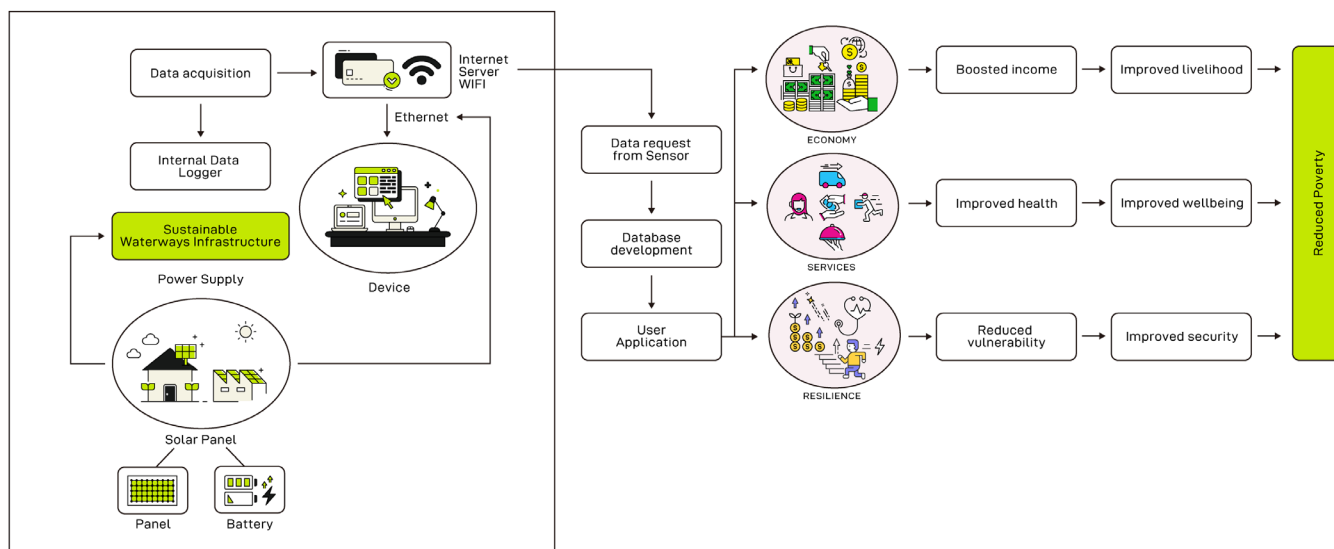 Data acquisition
Internet
Server
WIFI
Ethernet
Internal Data
Logger
Sustainable
Waterways Infrastructure
Power Supply
Device
Solar Panel
Panel
Battery
Data request
from Sensor
Database
development
User
Application
ECONOMY
Boosted income
Improved livelihood
SERVICES
Improved health
Improved wellbeing
RESILIENCE
Reduced
vulnerability
Improved security
Reduced Poverty